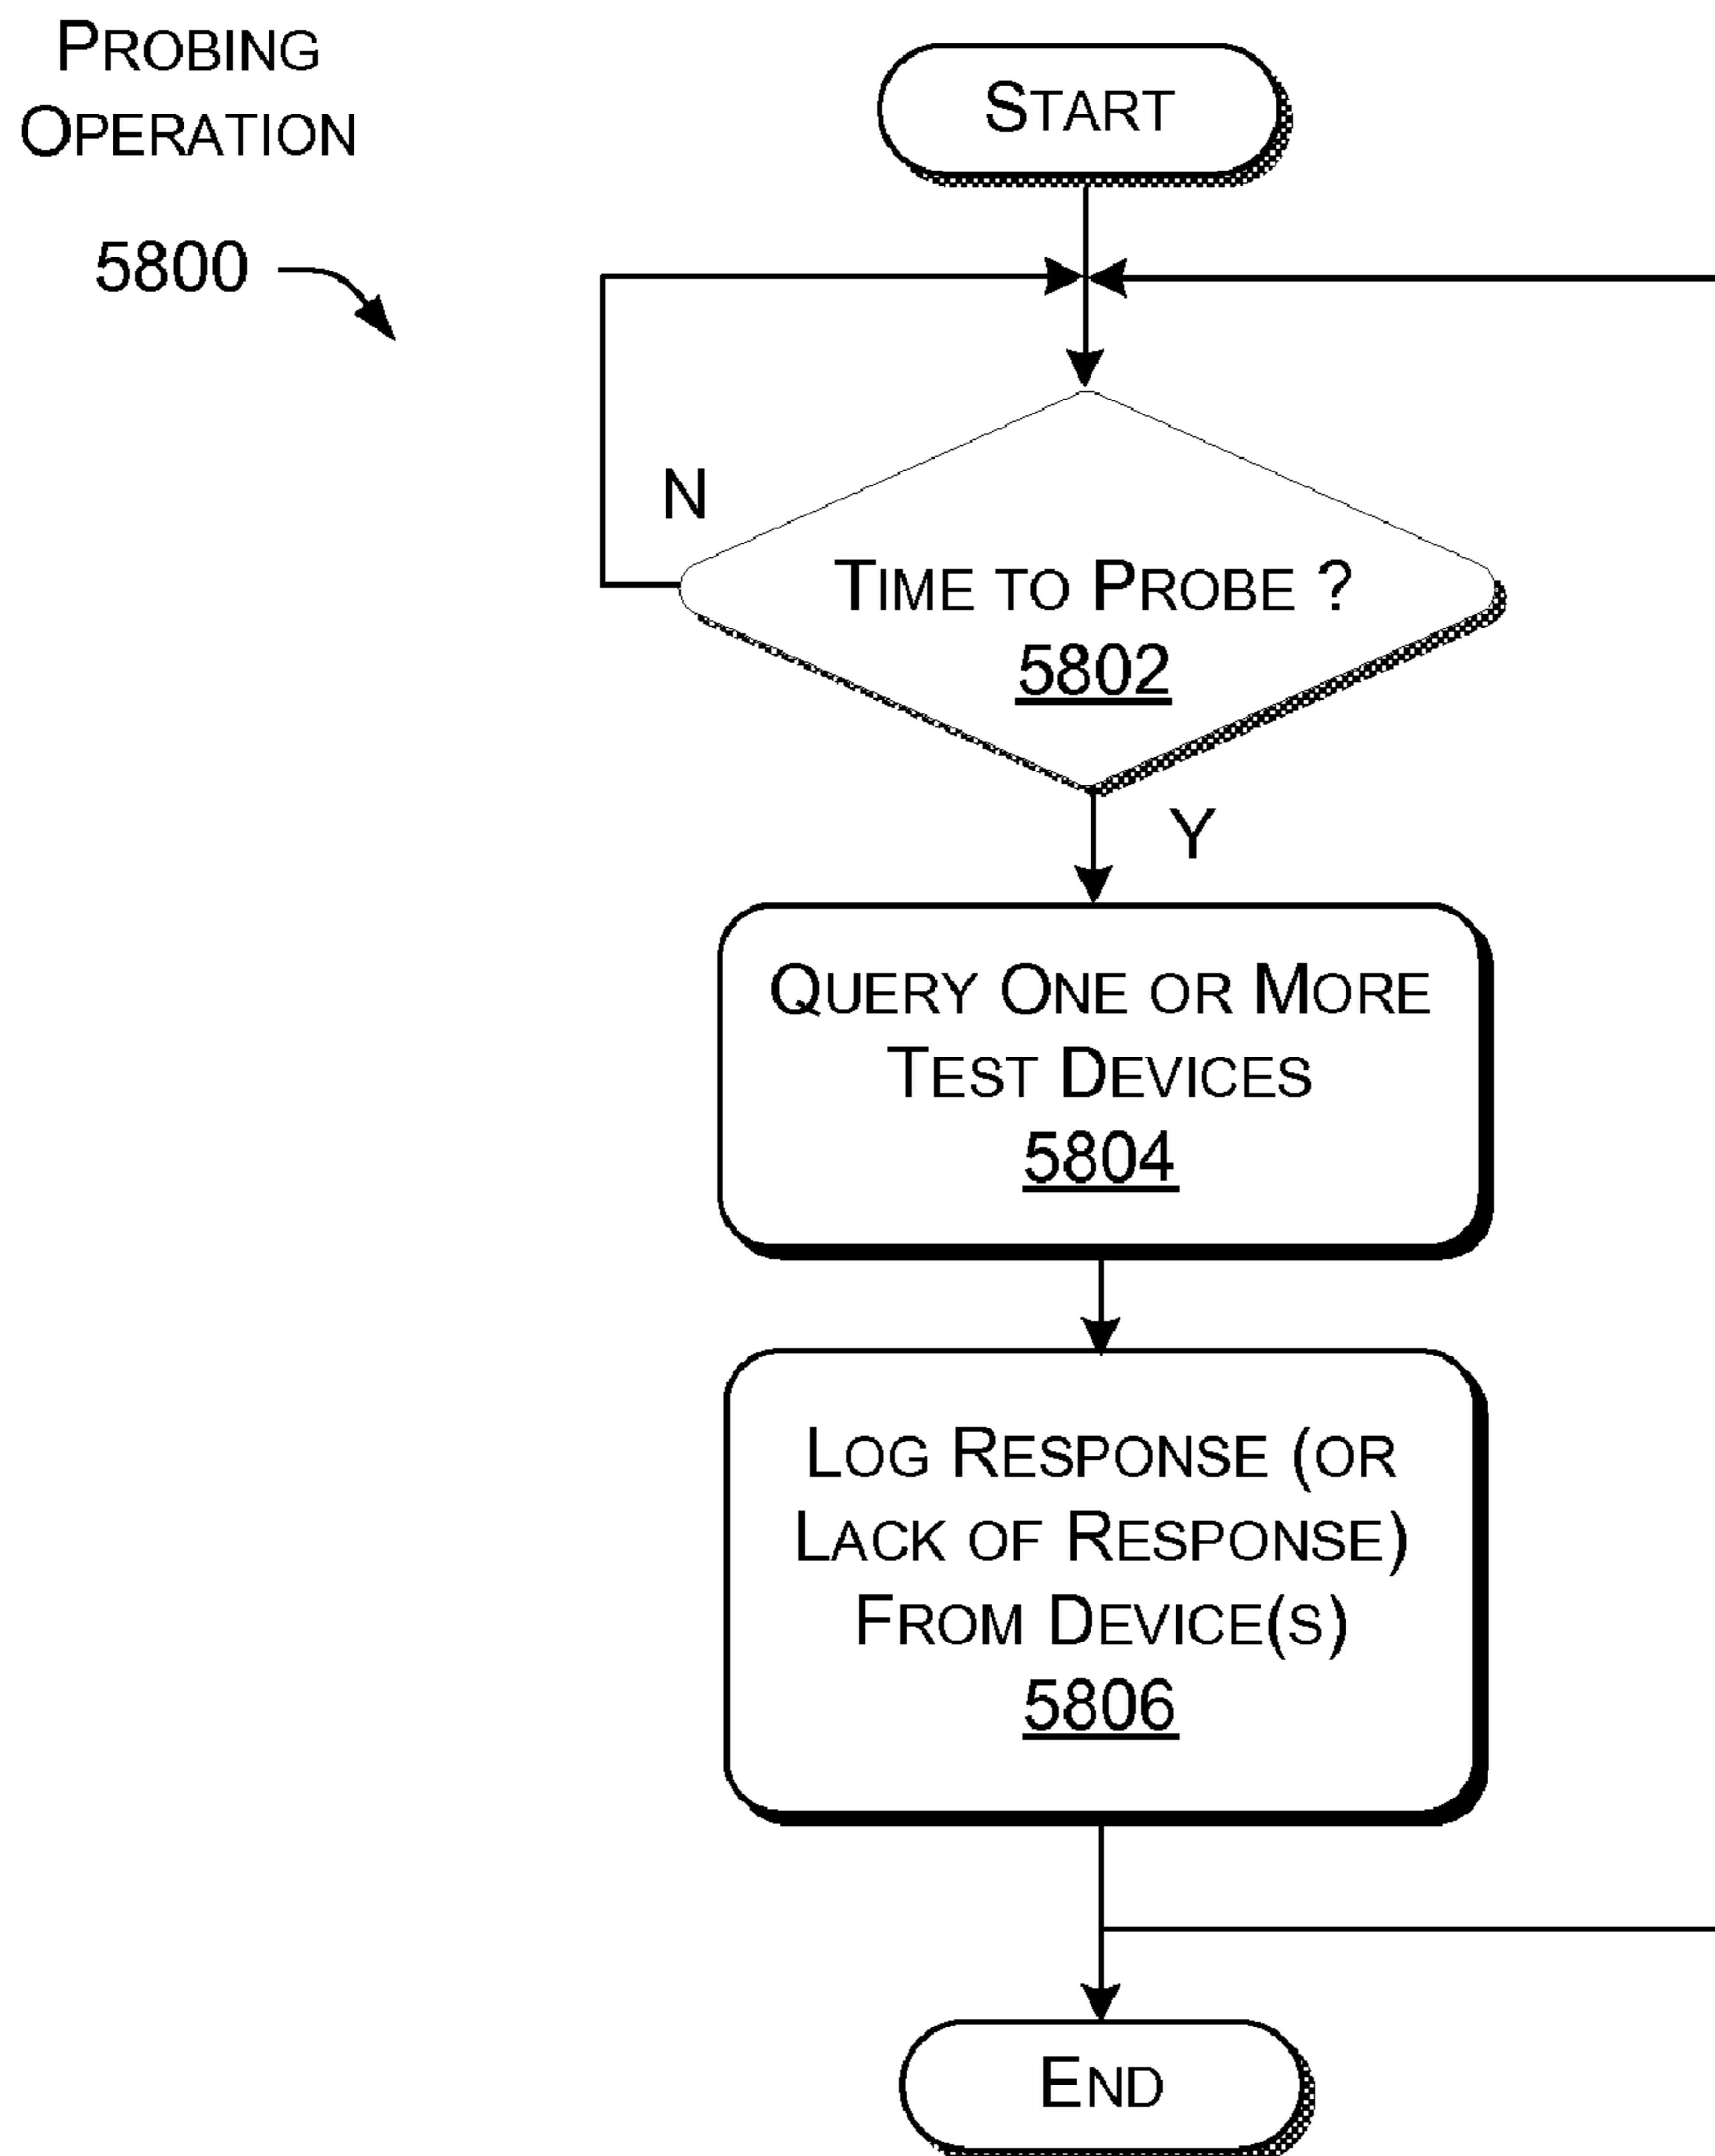 PROBING
OPERATION
5800
START
N
TIME TO PROBE ?
5802
Y
QUERY ONE OR MORE
TEST DEVICES
5804
LOG RESPONSE (OR
LACK OF RESPONSE)
FROM DEVICE(S)
5806
END